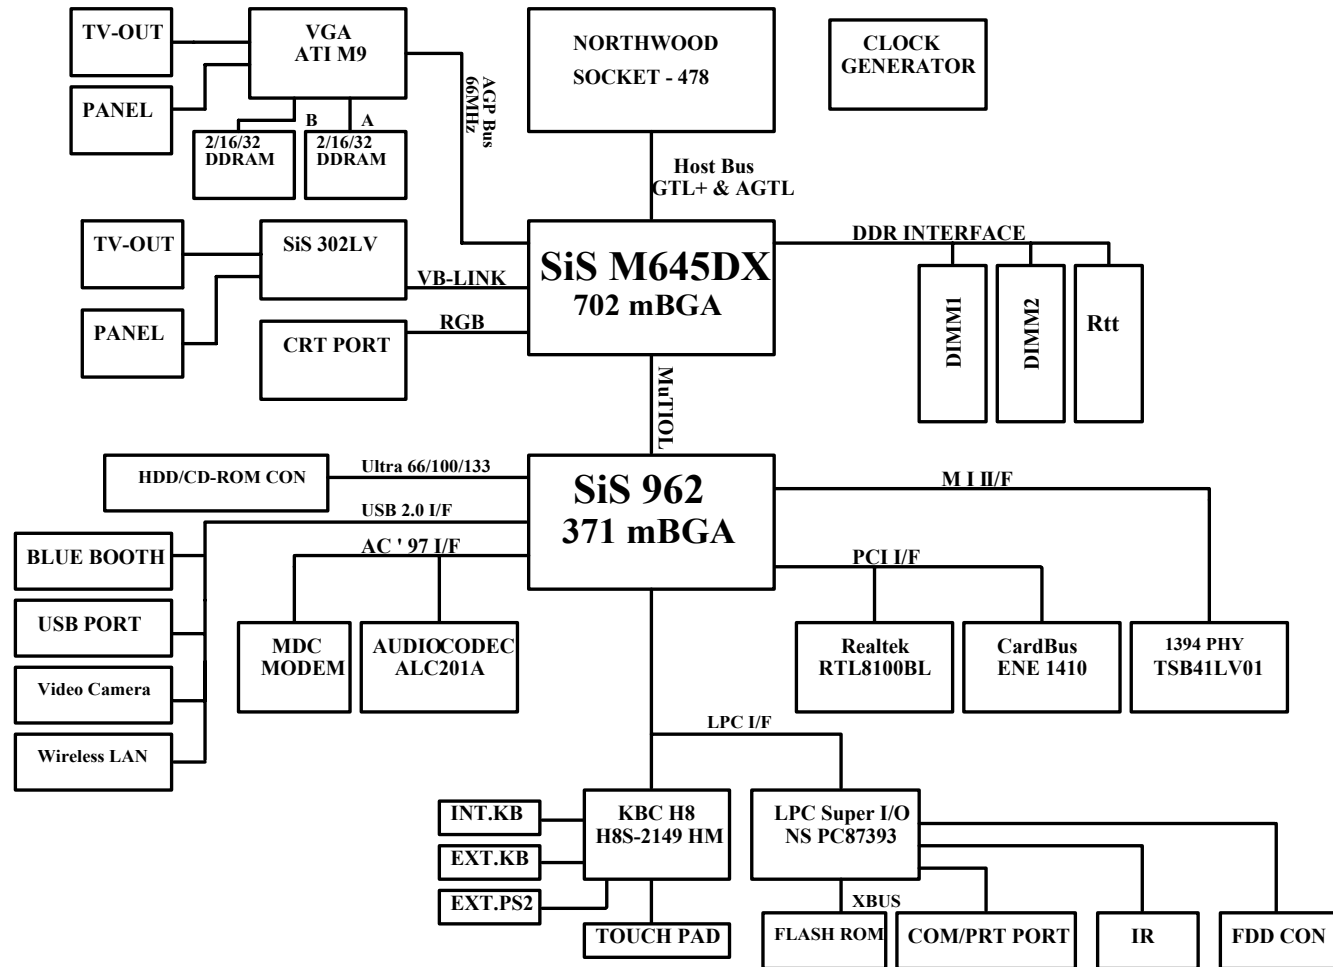 TV-OUT
VGA
ATI M9
PANEL
B
A
2/16/32
DDRAM
2/16/32
DDRAM
AGP Bus
66MHz
NORTHWOOD
SOCKET - 478
CLOCK
GENERATOR
Host Bus
GTL+ & AGTL
TV-OUT
SiS 302LV
PANEL
VB-LINK
RGB
CRT PORT
SiS M645DX
702 mBGA
DDR INTERFACE
DIMM1
DIMM2
Rtt
MuTIOL
HDD/CD-ROM CON
Ultra 66/100/133
USB 2.0 I/F
AC ' 97 I/F
SiS 962
371 mBGA
M I II/F
PCI I/F
BLUE BOOTH
USB PORT
Video Camera
Wireless LAN
MDC
MODEM
AUDIOCODEC
ALC201A
Realtek
RTL8100BL
CardBus
ENE 1410
1394 PHY
TSB41LV01
LPC I/F
INT.KB
EXT.KB
EXT.PS2
KBC H8
H8S-2149 HM
TOUCH PAD
LPC Super I/O
NS PC87393
XBUS
FLASH ROM
COM/PRT PORT
IR
FDD CON